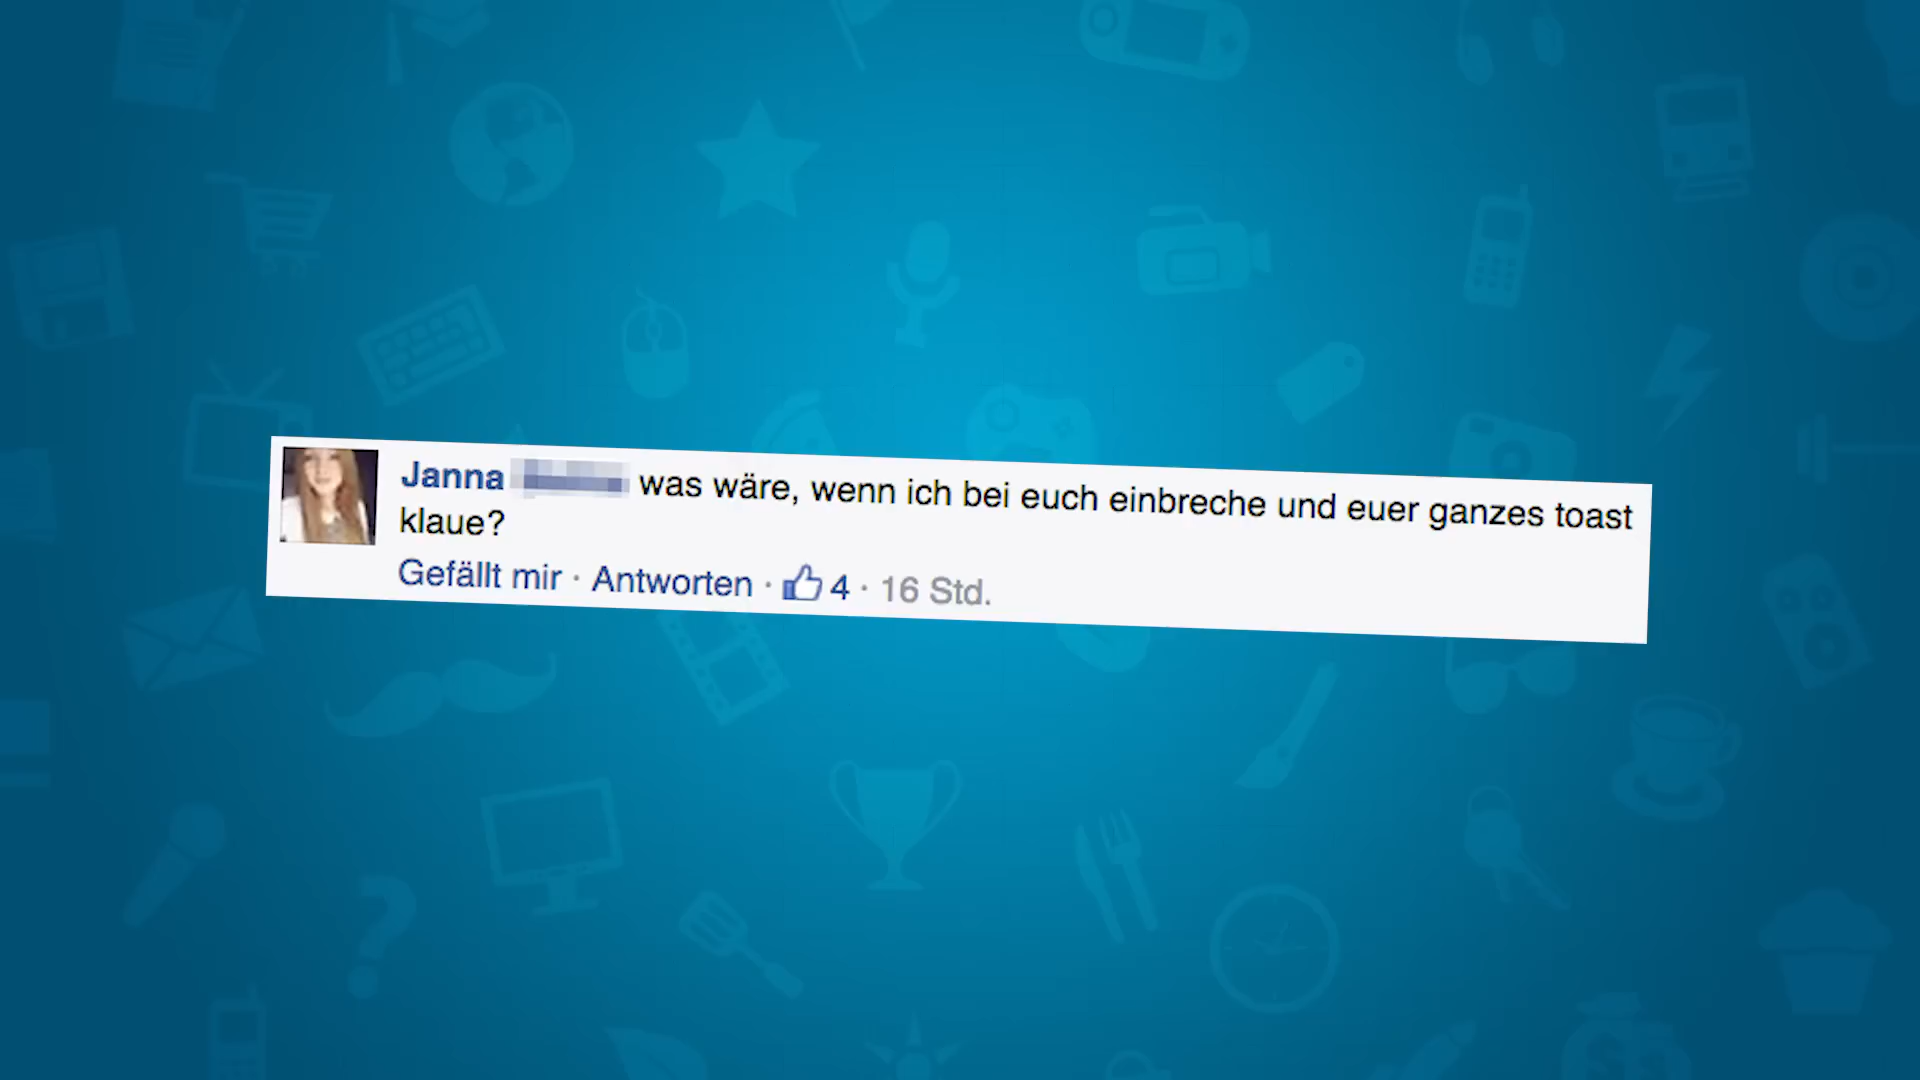 Janna was wäre, wenn ich bei euch einbreche und euer ganzes toast
klaue?
Gefällt mir · Antworten · 4 · 16 Std.